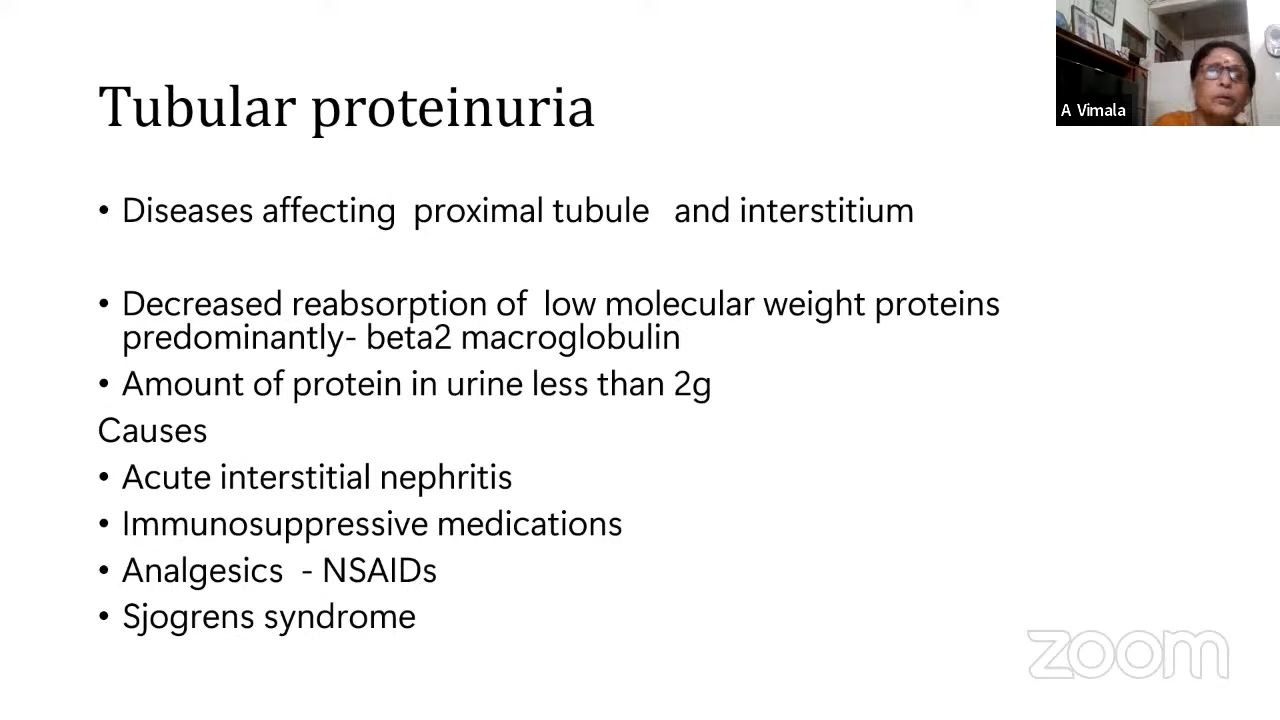 Tubular proteinuria
A Vimala
• Diseases affecting proximal tubule and interstitium
• Decreased reabsorption of low molecular weight proteins
predominantly- beta2 macroglobulin
• Amount of protein in urine less than 2g
Causes
• Acute interstitial nephritis
• Immunosuppressive medications
• Analgesics - NSAIDs
• Sjogrens syndrome
zoom